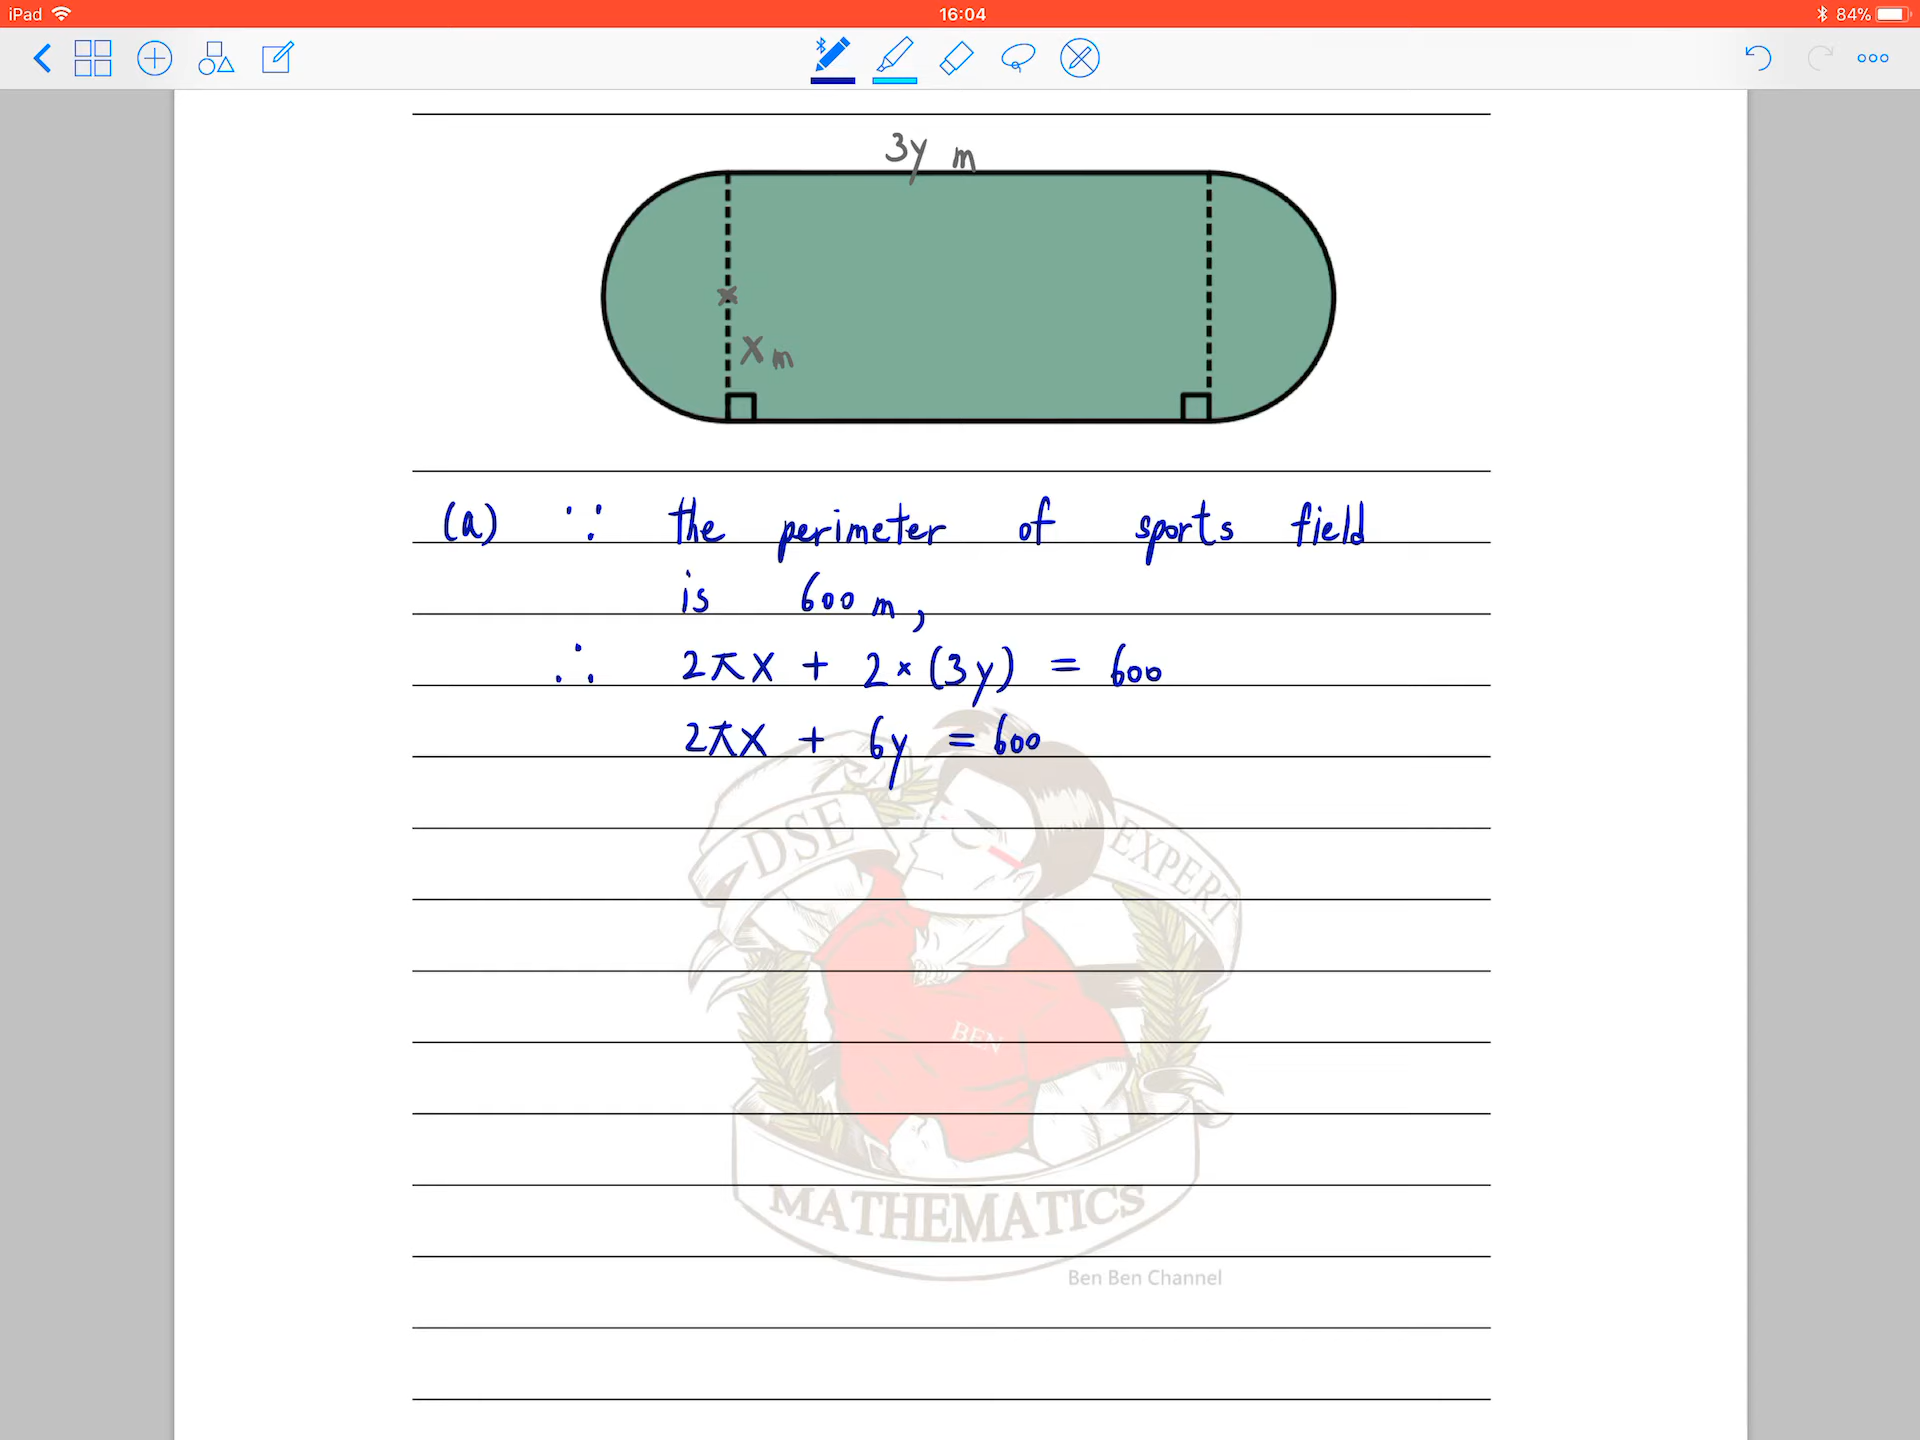 iPad 16:04 84%
3y m
x m
(a) ∵ the perimeter of sports field
is 600 m,
∴ 2πx + 2×(3y) = 600
2πx + 6y = 600
DSE EXPERT
BEN
MATHEMATICS
Ben Ben Channel